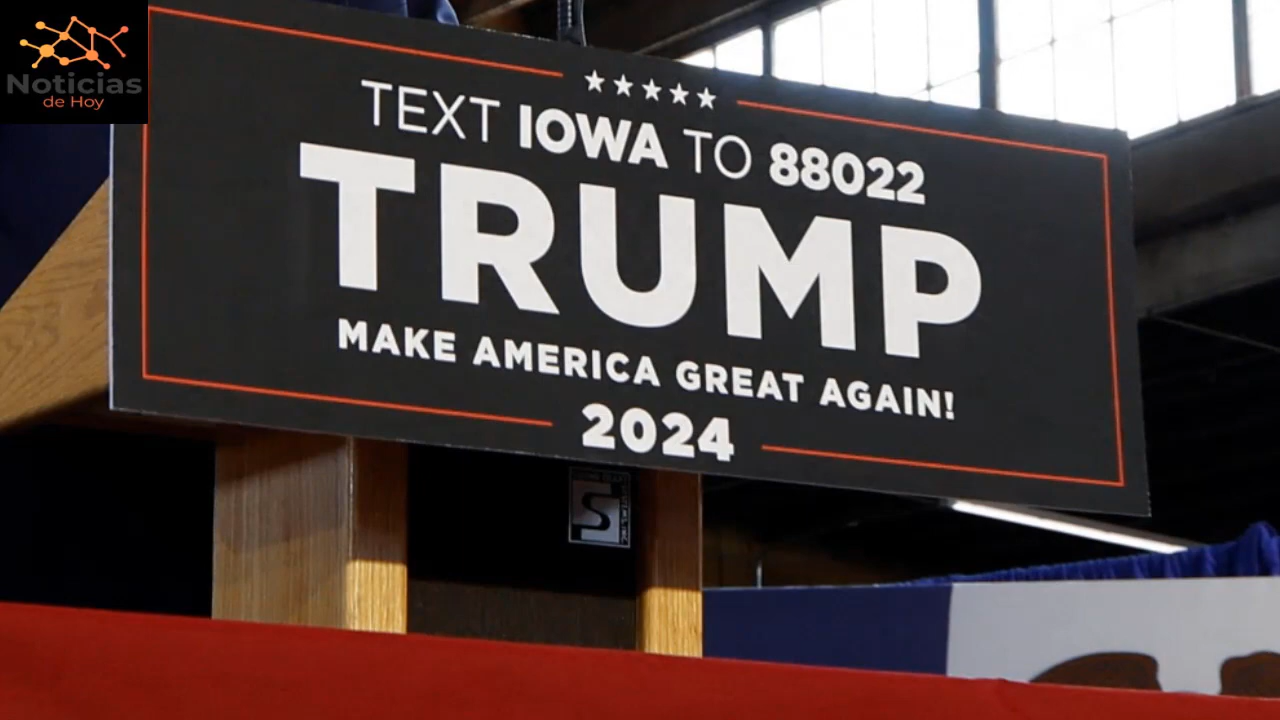 Noticias
de Hoy
TEXT IOWA TO 88022
TRUMP
MAKE AMERICA GREAT AGAIN!
2024
S